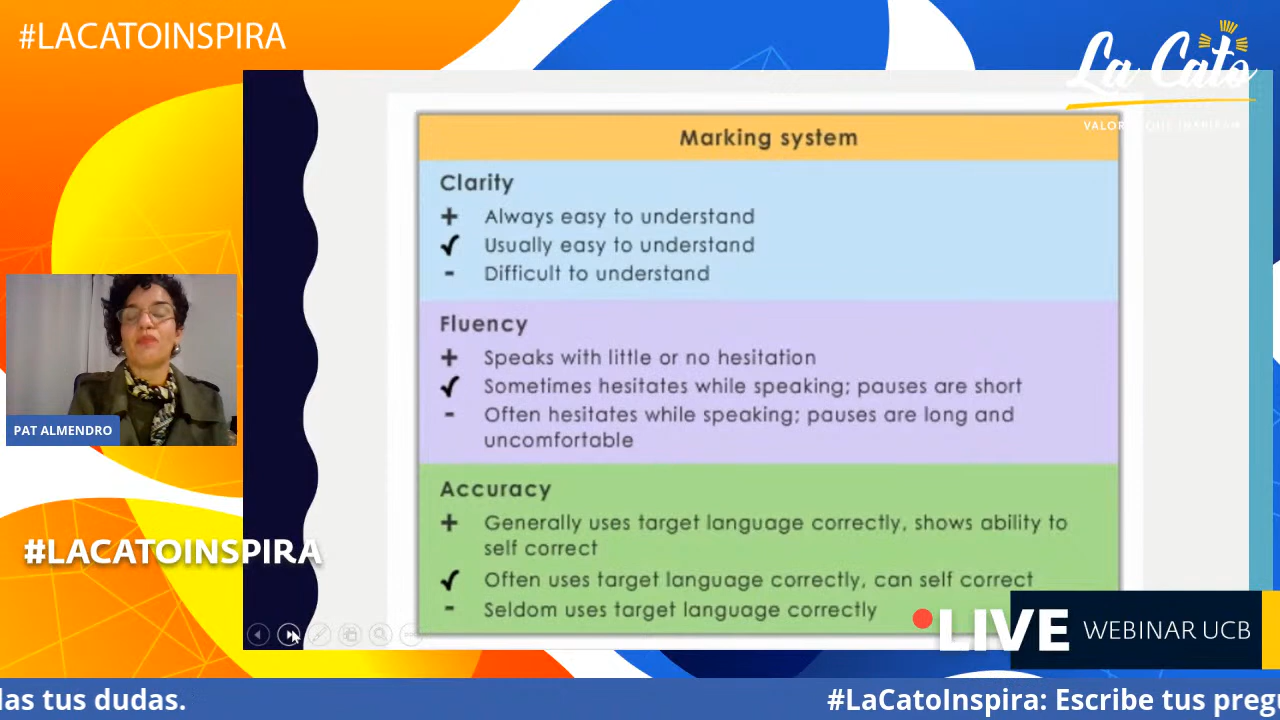 #LACATOINSPIRA
La Cato
Marking system
Clarity
+ Always easy to understand
✓ Usually easy to understand
- Difficult to understand
Fluency
+ Speaks with little or no hesitation
✓ Sometimes hesitates while speaking; pauses are short
- Often hesitates while speaking; pauses are long and
uncomfortable
Accuracy
+ Generally uses target language correctly, shows ability to
self correct
✓ Often uses target language correctly, can self correct
- Seldom uses target language correctly
PAT ALMENDRO
#LACATOINSPIRA
LIVE WEBINAR UCB
las tus dudas. #LaCatoInspira: Escribe tus